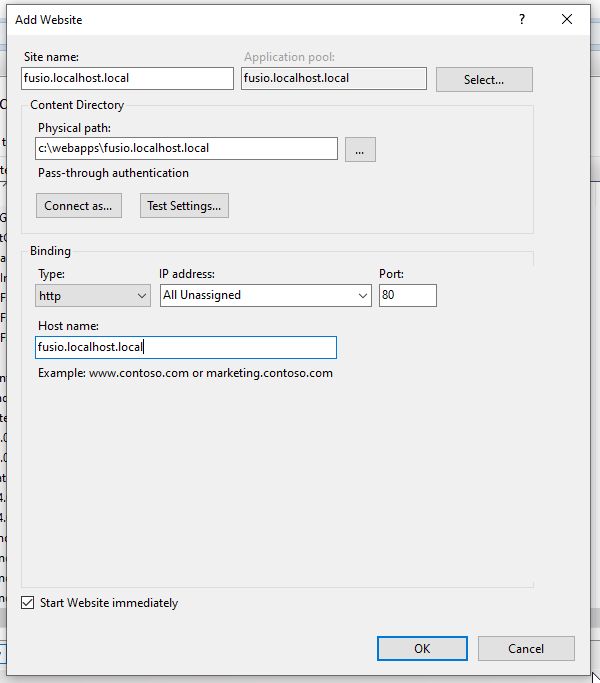 Add Website
?
Site name:
Application pool:
fusio.localhost.local
fusio.localhost.local
Select...
Content Directory
Physical path:
c:\webapps\fusio.localhost.local
...
Pass-through authentication
Connect as...
Test Settings...
Binding
Type:
IP address:
Port:
http
All Unassigned
80
Host name:
fusio.localhost.local
Example: www.contoso.com or marketing.contoso.com
Start Website immediately
OK
Cancel